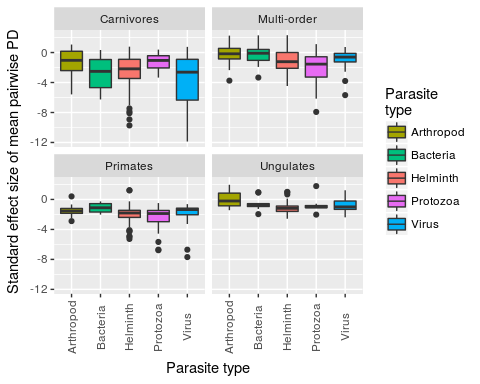 Carnivores
Multi-order
0
-4
-8
-12
Primates
Ungulates
0
-4
-8
-12
Arthropod
Bacteria
Helminth
Protozoa
Virus
Arthropod
Bacteria
Helminth
Protozoa
Virus
Parasite type
Standard effect size of mean pairwise PD
Parasite
type
Arthropod
Bacteria
Helminth
Protozoa
Virus